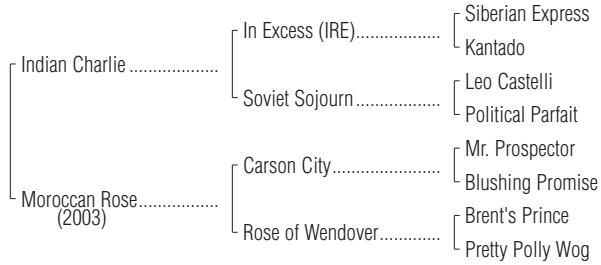 Siberian Express
In Excess (IRE)
Kantado
Indian Charlie
Leo Castelli
Soviet Sojourn
Political Parfait
Mr. Prospector
Carson City
Blushing Promise
Moroccan Rose
(2003)
Brent's Prince
Rose of Wendover
Pretty Polly Wog